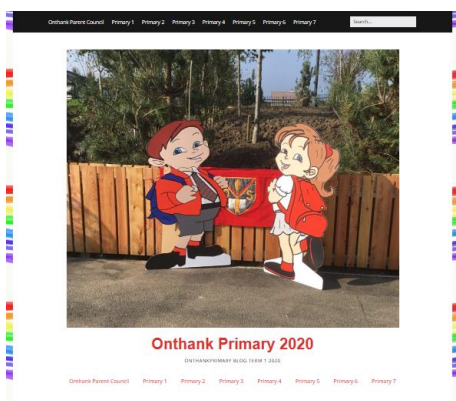 Onthank Parent Council Primary 1 Primary 2 Primary 3 Primary 4 Primary 5 Primary 6 Primary 7 Search...
Onthank Primary 2020
ONTHANKPRIMARY BLOG TERM 1 2020
Onthank Parent Council Primary 1 Primary 2 Primary 3 Primary 4 Primary 5 Primary 6 Primary 7